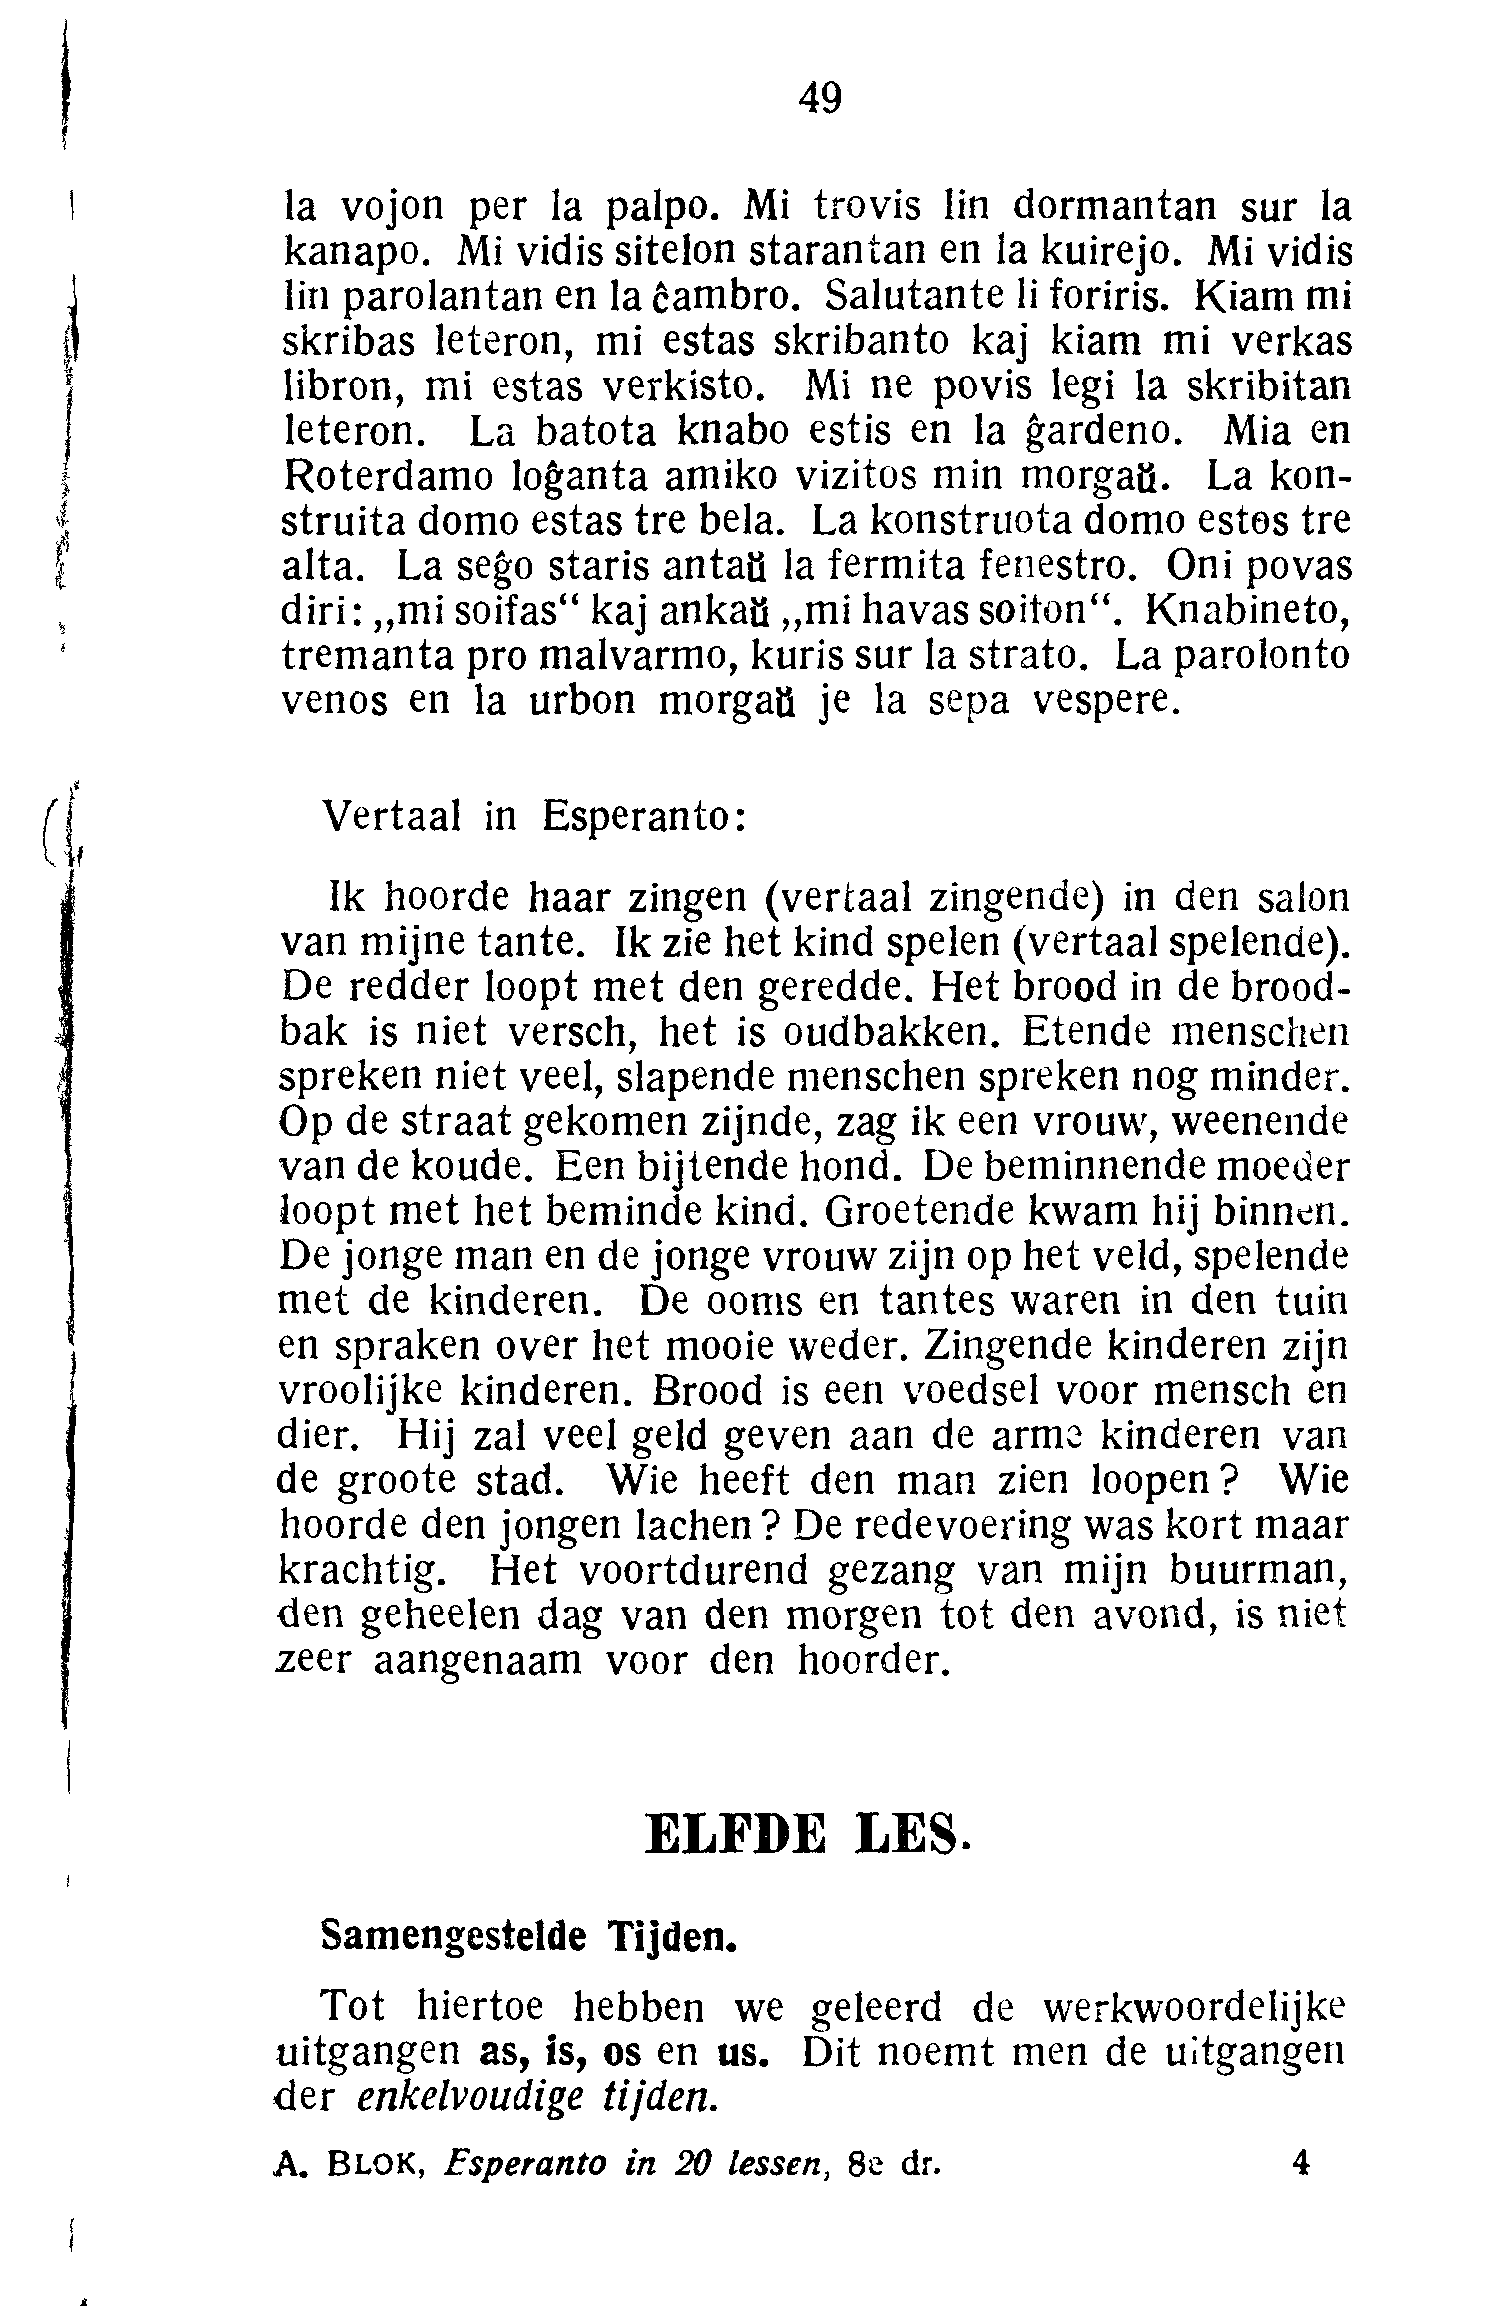 49
la vojon per la palpo. Mi trovis lin dormantan sur la
kanapo. Mi vidis sitelon starantan en la kuirejo. Mi vidis
lin parolantan en la ĉambro. Salutante li foriris. Kiam mi
skribas leteron, mi estas skribanto kaj kiam mi verkas
libron, mi estas verkisto. Mi ne povis legi la skribitan
leteron. La batota knabo estis en la ĝardeno. Mia en
Roterdamo loĝanta amiko vizitos min morgaŭ. La kon-
struita domo estas tre bela. La konstruota domo estos tre
alta. La seĝo staris antaŭ la fermita fenestro. Oni povas
diri: „mi soifas“ kaj ankaŭ „mi havas soifon“. Knabineto,
tremanta pro malvarmo, kuris sur la strato. La parolonto
venos en la urbon morgaŭ je la sepa vespere.
Vertaal in Esperanto:
Ik hoorde haar zingen (vertaal zingende) in den salon
van mijne tante. Ik zie het kind spelen (vertaal spelende).
De redder loopt met den geredde. Het brood in de brood-
bak is niet versch, het is oudbakken. Etende menschen
spreken niet veel, slapende menschen spreken nog minder.
Op de straat gekomen zijnde, zag ik een vrouw, weenende
van de koude. Een bijtende hond. De beminnende moeder
loopt met het beminde kind. Groetende kwam hij binnen.
De jonge man en de jonge vrouw zijn op het veld, spelende
met de kinderen. De ooms en tantes waren in den tuin
en spraken over het mooie weder. Zingende kinderen zijn
vroolijke kinderen. Brood is een voedsel voor mensch en
dier. Hij zal veel geld geven aan de arme kinderen van
de groote stad. Wie heeft den man zien loopen? Wie
hoorde den jongen lachen? De redevoering was kort maar
krachtig. Het voortdurend gezang van mijn buurman,
den geheelen dag van den morgen tot den avond, is niet
zeer aangenaam voor den hoorder.
ELFDE LES.
Samengestelde Tijden.
Tot hiertoe hebben we geleerd de werkwoordelijke
uitgangen as, is, os en us. Dit noemt men de uitgangen
der enkelvoudige tijden.
A. BLOK, Esperanto in 20 lessen, 8e dr. 4